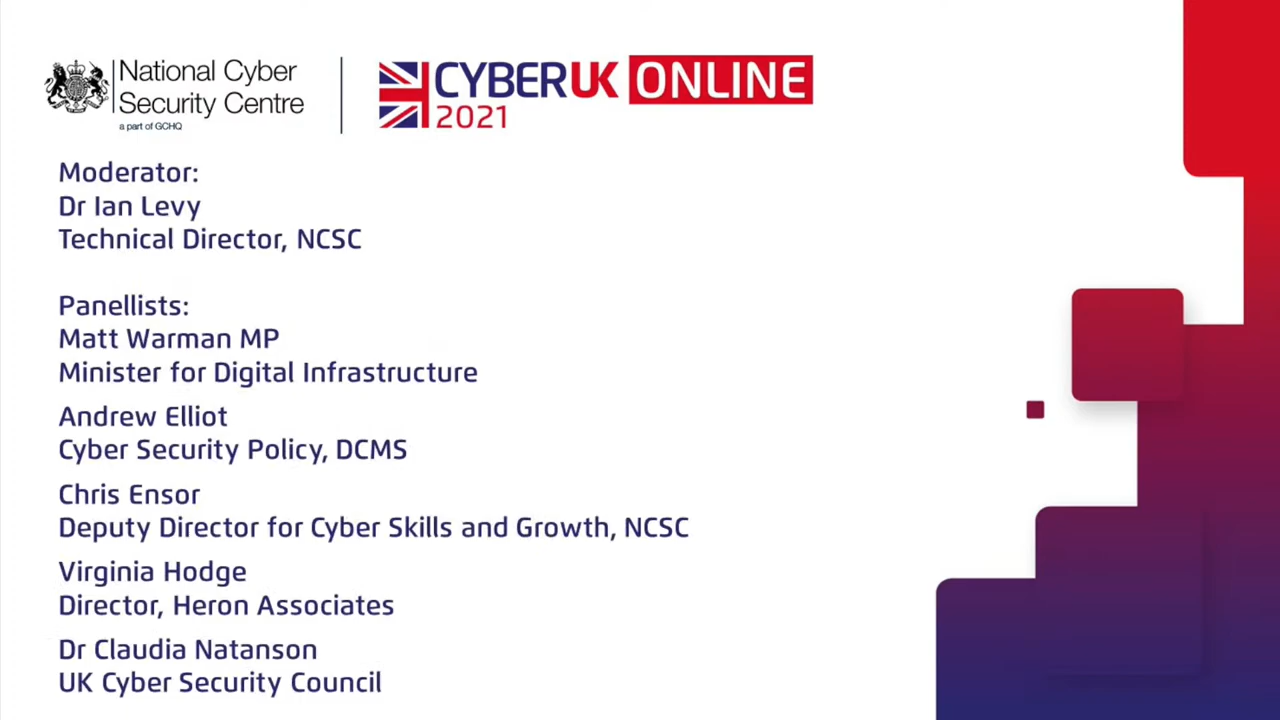 National Cyber
Security Centre
a part of GCHQ
CYBERUK ONLINE
2021
Moderator:
Dr Ian Levy
Technical Director, NCSC
Panellists:
Matt Warman MP
Minister for Digital Infrastructure
Andrew Elliot
Cyber Security Policy, DCMS
Chris Ensor
Deputy Director for Cyber Skills and Growth, NCSC
Virginia Hodge
Director, Heron Associates
Dr Claudia Natanson
UK Cyber Security Council